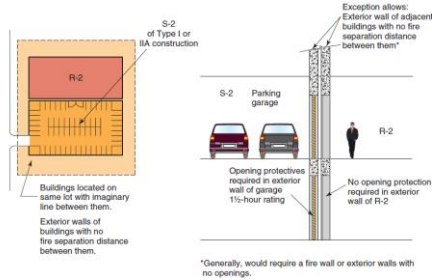 S-2
of Type I or
IIA construction
R-2
Buildings located on
same lot with imaginary
line between them.
Exterior walls of
buildings with no
fire separation distance
between them.
Exception allows:
Exterior wall of adjacent
buildings with no fire
separation distance
between them*
S-2
Parking
garage
R-2
Opening protectives
required in exterior
wall of garage
1½-hour rating
No opening protection
required in exterior
wall of R-2
*Generally, would require a fire wall or exterior walls with
no openings.